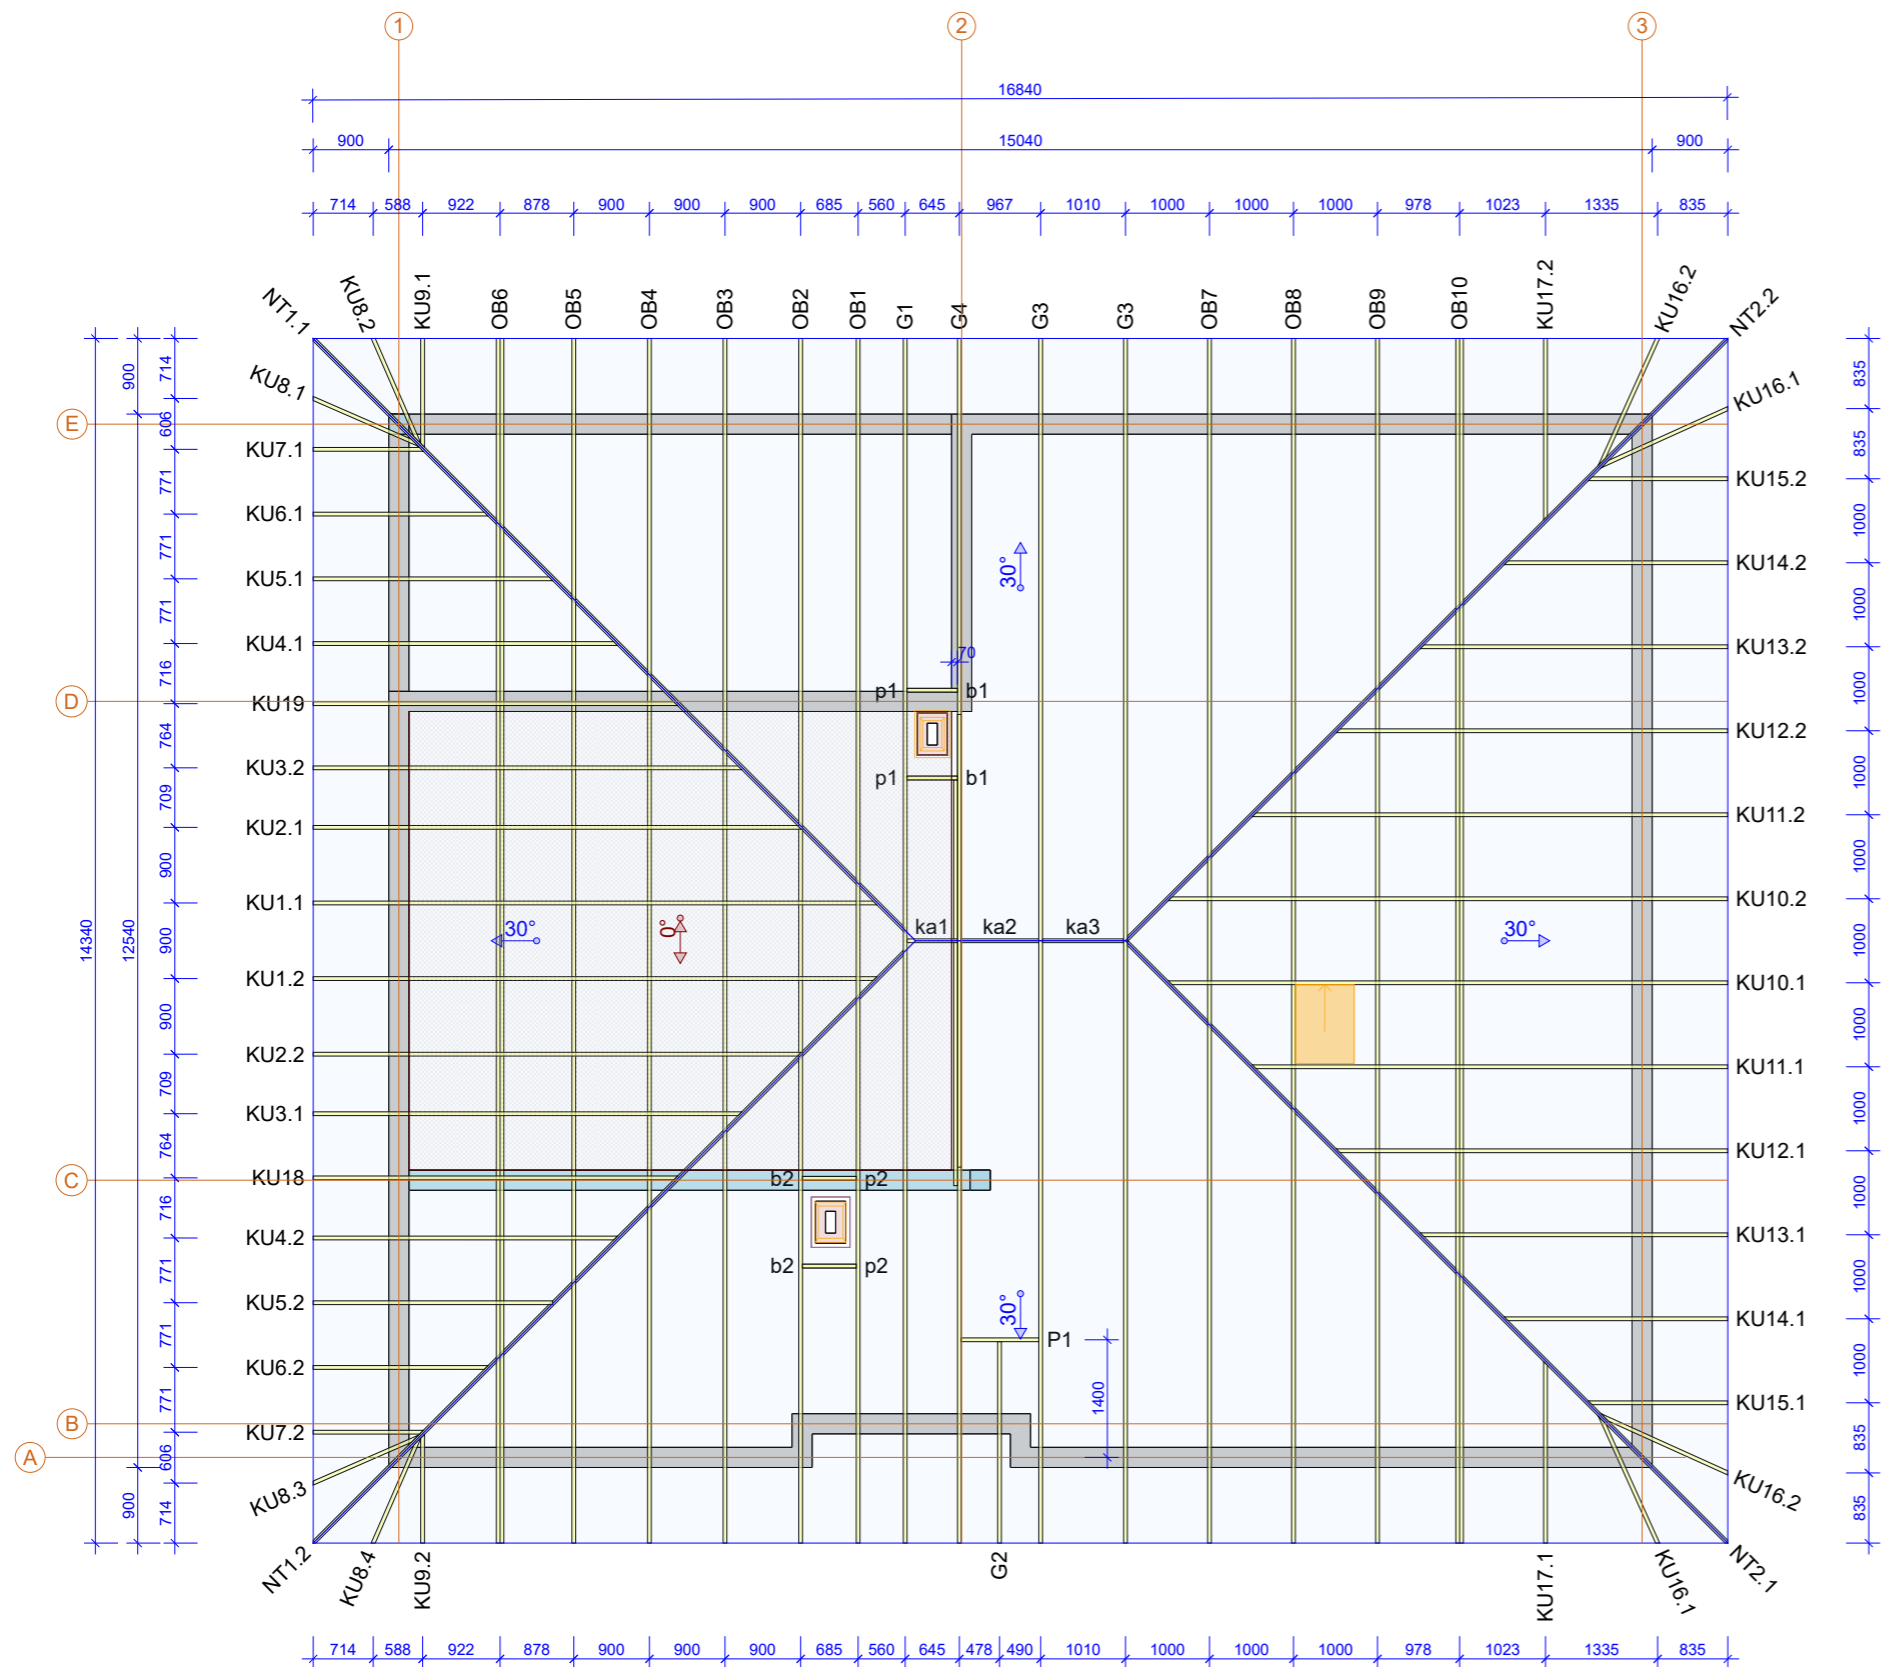 1 2 3
16840
900 15040 900
714 588 922 878 900 900 900 685 560 645 967 1010 1000 1000 1000 978 1023 1335 835
NT1.1 KU8.2 KU9.1 OB6 OB5 OB4 OB3 OB2 OB1 G1 G4 G3 G3 OB7 OB8 OB9 OB10 KU17.2 KU16.2 NT2.2
900 714 835
KU8.1 KU16.1
E 606 835
KU7.1 KU15.2
771 1000
KU6.1
30° KU14.2
771
KU5.1
771 1000
KU4.1 KU13.2
716 70 1000
p1 b1
D KU19
764 KU12.2
KU3.2 p1 b1
709 1000
KU2.1 KU11.2
900 1000
KU1.1 KU10.2
14340 12540 900 30° 0° ka1 ka2 ka3 30° 1000
KU1.2 KU10.1
900 1000
KU2.2 KU11.1
709 1000
KU3.1
764 KU12.1
C KU18 b2 p2
716 1000
KU4.2 KU13.1
771 b2 p2 1000
KU5.2 30° KU14.1
771 P1
KU6.2 1000
771 1400
B KU15.1
KU7.2
A 606 835
KU8.3 KU16.2
900 714 835
NT1.2 KU8.4 KU9.2 G2 KU17.1 KU16.1 NT2.1
714 588 922 878 900 900 900 685 560 645 478 490 1010 1000 1000 1000 978 1023 1335 835